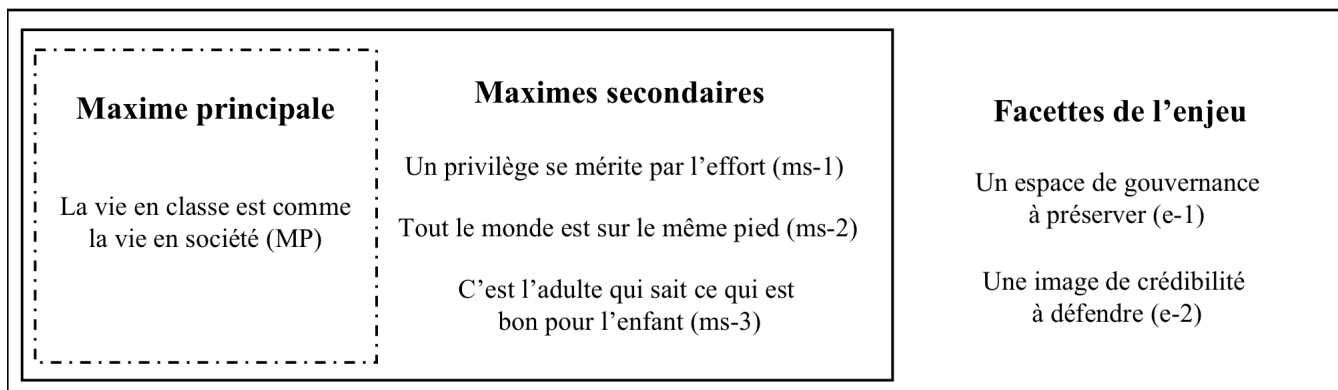 Maxime principale
La vie en classe est comme
la vie en société (MP)
Maximes secondaires
Un privilège se mérite par l’effort (ms-1)
Tout le monde est sur le même pied (ms-2)
C’est l’adulte qui sait ce qui est
bon pour l’enfant (ms-3)
Facettes de l’enjeu
Un espace de gouvernance
à préserver (e-1)
Une image de crédibilité
à défendre (e-2)